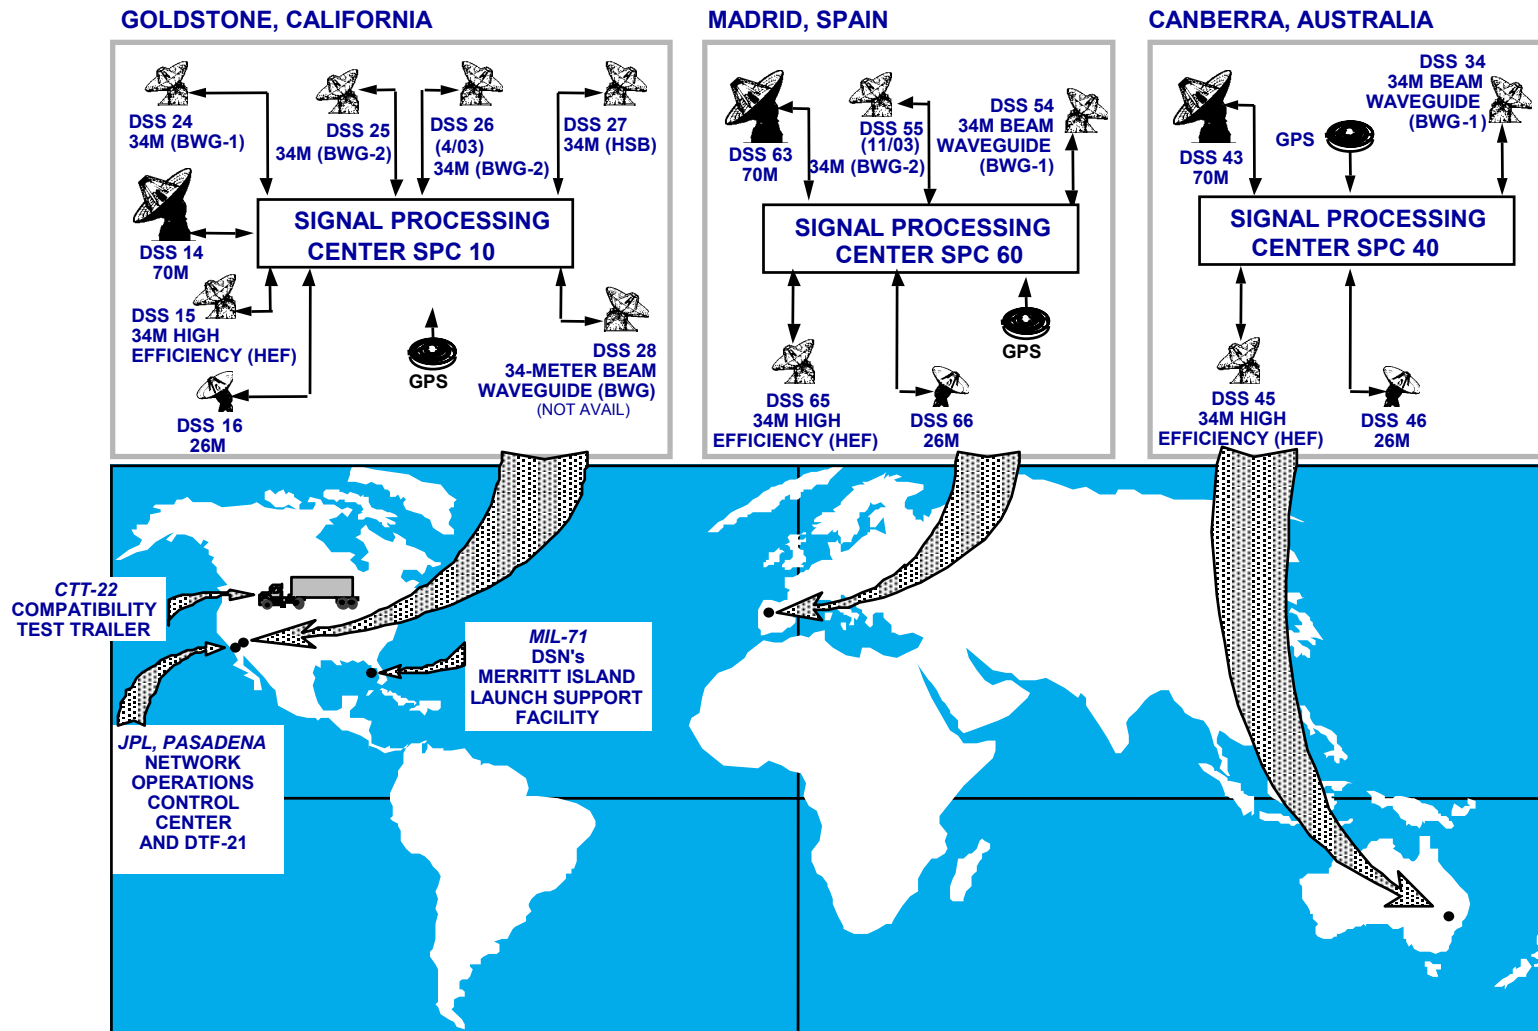 GOLDSTONE, CALIFORNIA
DSS 24
34M (BWG-1)
DSS 25
34M (BWG-2)
DSS 26
(4/03)
34M (BWG-2)
DSS 27
34M (HSB)
SIGNAL PROCESSING
CENTER SPC 10
DSS 14
70M
DSS 15
34M HIGH
EFFICIENCY (HEF)
DSS 16
26M
GPS
DSS 28
34-METER BEAM
WAVEGUIDE (BWG)
(NOT AVAIL)
MADRID, SPAIN
DSS 63
70M
DSS 55
(11/03)
34M (BWG-2)
DSS 54
34M BEAM
WAVEGUIDE
(BWG-1)
SIGNAL PROCESSING
CENTER SPC 60
GPS
DSS 65
34M HIGH
EFFICIENCY (HEF)
DSS 66
26M
CANBERRA, AUSTRALIA
DSS 43
70M
GPS
DSS 34
34M BEAM
WAVEGUIDE
(BWG-1)
SIGNAL PROCESSING
CENTER SPC 40
DSS 45
34M HIGH
EFFICIENCY (HEF)
DSS 46
26M
CTT-22
COMPATIBILITY
TEST TRAILER
MIL-71
DSN's
MERRITT ISLAND
LAUNCH SUPPORT
FACILITY
JPL, PASADENA
NETWORK
OPERATIONS
CONTROL
CENTER
AND DTF-21